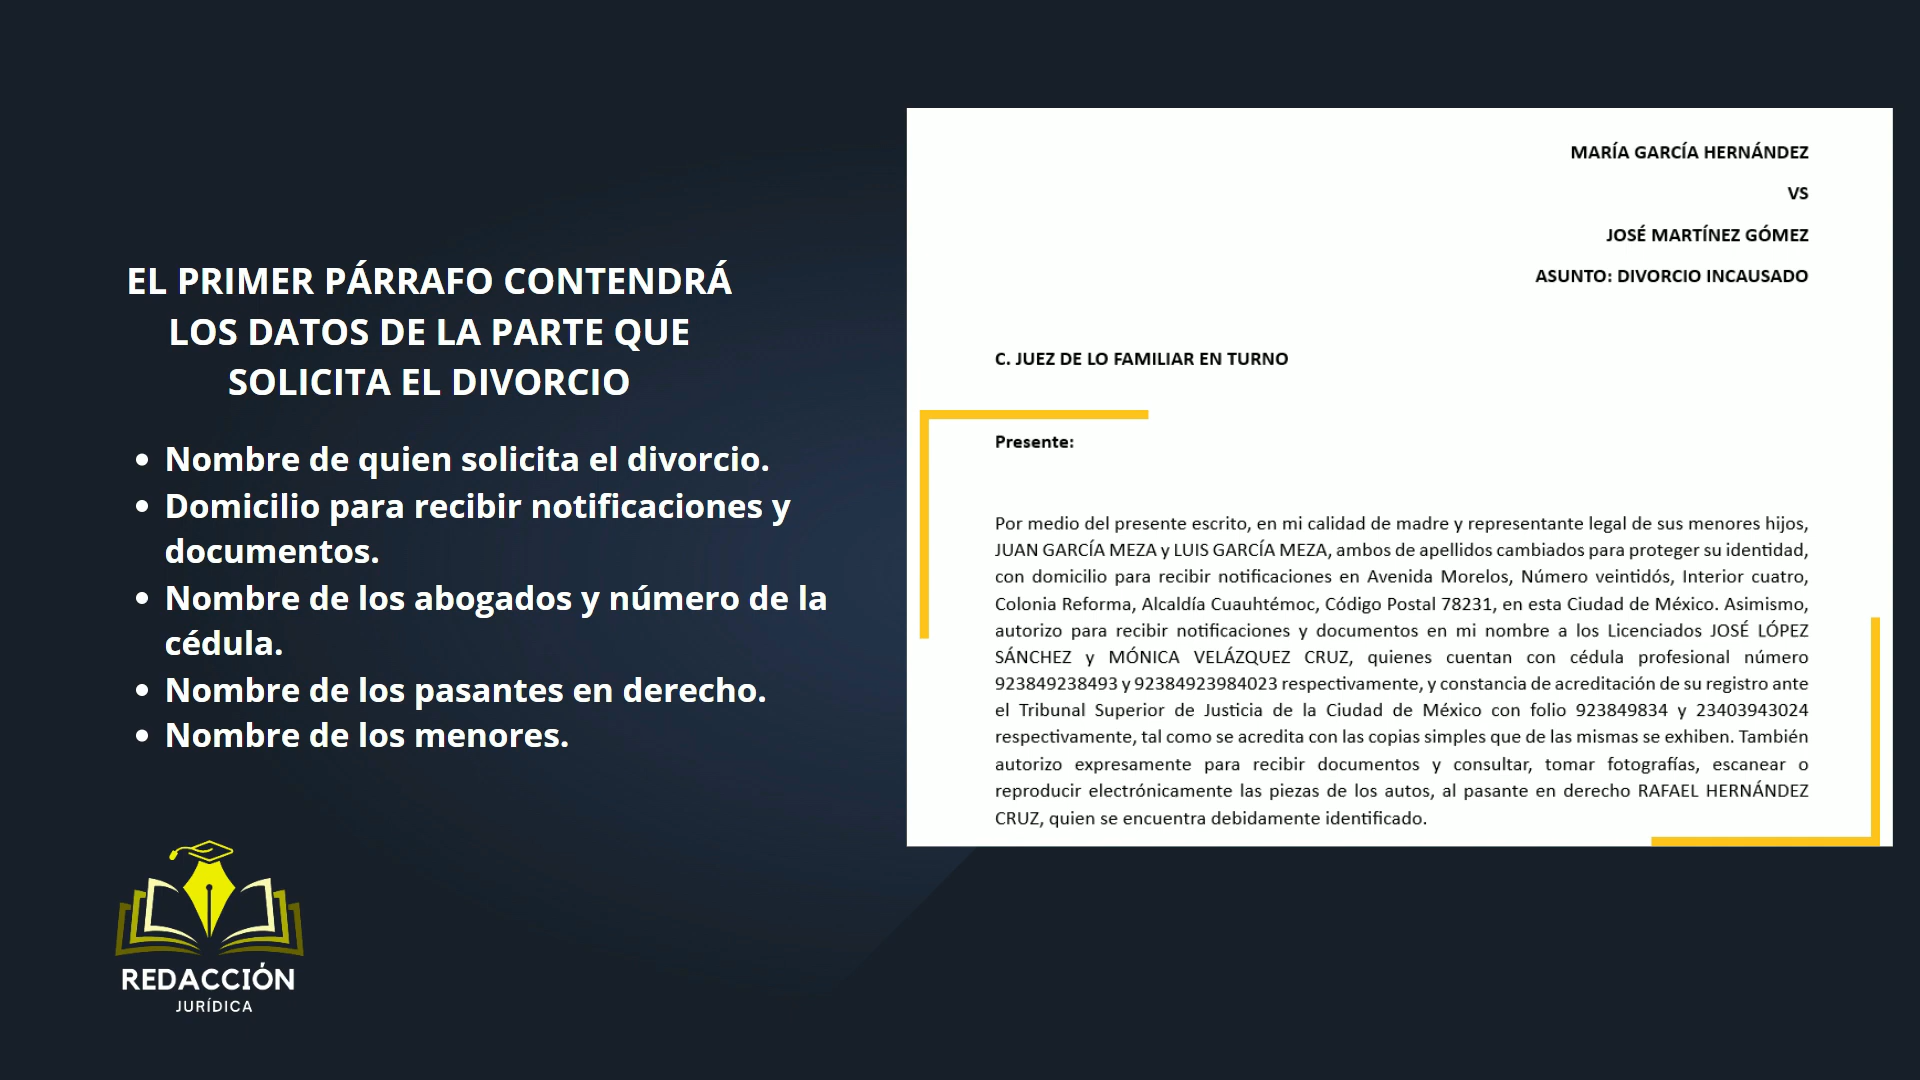 EL PRIMER PÁRRAFO CONTENDRÁ
LOS DATOS DE LA PARTE QUE
SOLICITA EL DIVORCIO
• Nombre de quien solicita el divorcio.
• Domicilio para recibir notificaciones y
documentos.
• Nombre de los abogados y número de la
cédula.
• Nombre de los pasantes en derecho.
• Nombre de los menores.
REDACCIÓN
JURÍDICA
MARÍA GARCÍA HERNÁNDEZ
VS
JOSÉ MARTÍNEZ GÓMEZ
ASUNTO: DIVORCIO INCAUSADO
C. JUEZ DE LO FAMILIAR EN TURNO
Presente:
Por medio del presente escrito, en mi calidad de madre y representante legal de sus menores hijos,
JUAN GARCÍA MEZA y LUIS GARCÍA MEZA, ambos de apellidos cambiados para proteger su identidad,
con domicilio para recibir notificaciones en Avenida Morelos, Número veintidós, Interior cuatro,
Colonia Reforma, Alcaldía Cuauhtémoc, Código Postal 78231, en esta Ciudad de México. Asimismo,
autorizo para recibir notificaciones y documentos en mi nombre a los Licenciados JOSÉ LÓPEZ
SÁNCHEZ y MÓNICA VELÁZQUEZ CRUZ, quienes cuentan con cédula profesional número
923849238493 y 92384923984023 respectivamente, y constancia de acreditación de su registro ante
el Tribunal Superior de Justicia de la Ciudad de México con folio 923849834 y 23403943024
respectivamente, tal como se acredita con las copias simples que de las mismas se exhiben. También
autorizo expresamente para recibir documentos y consultar, tomar fotografías, escanear o
reproducir electrónicamente las piezas de los autos, al pasante en derecho RAFAEL HERNÁNDEZ
CRUZ, quien se encuentra debidamente identificado.